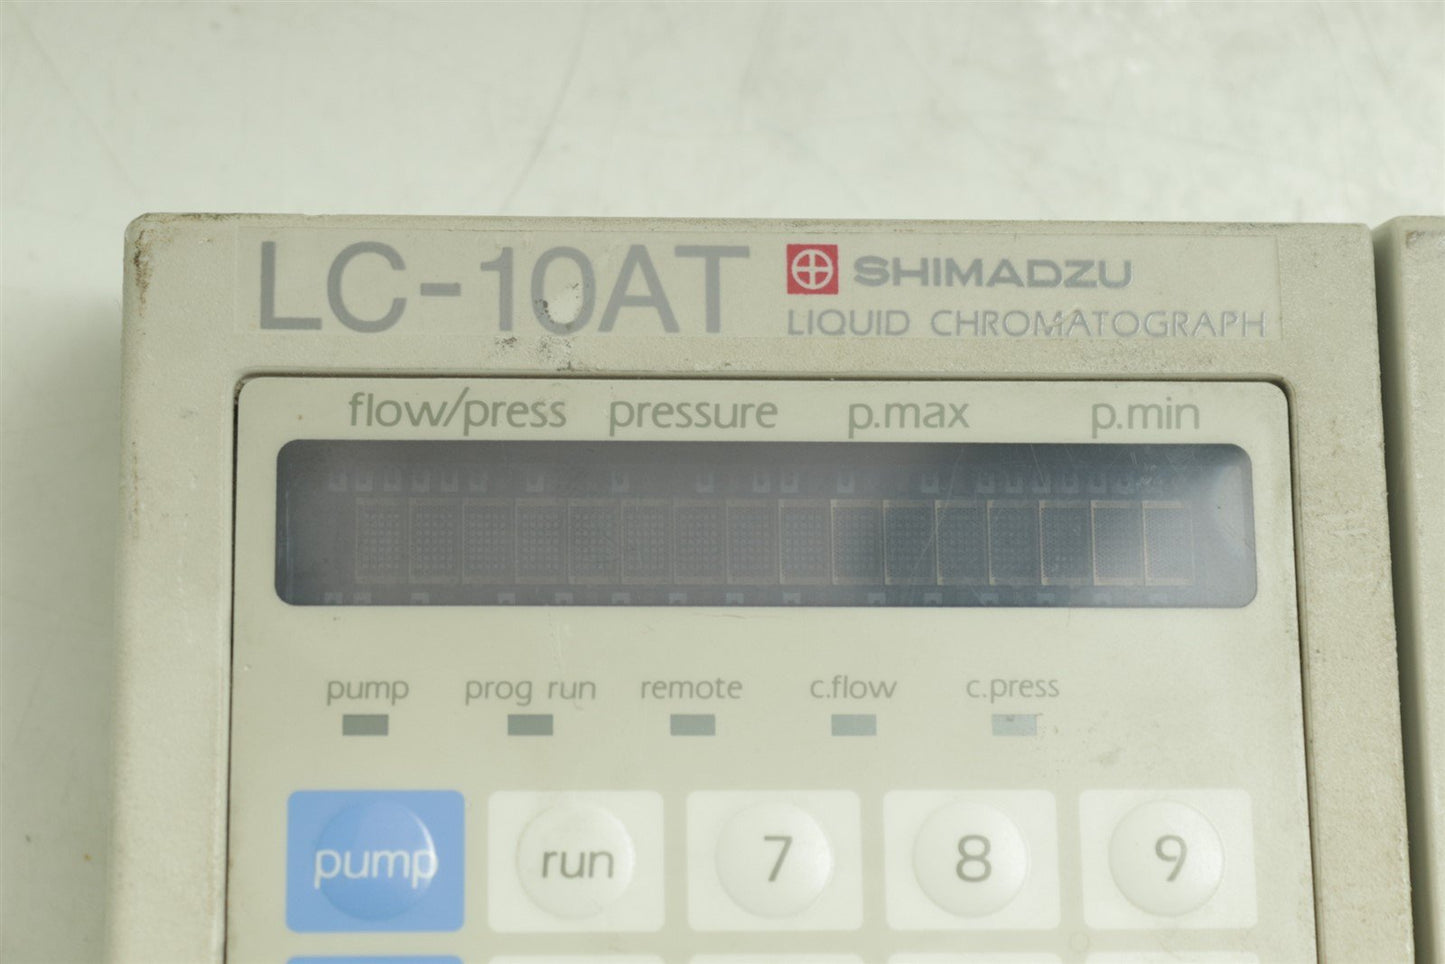 LC-10AT SHIMADZU
LIQUID CHROMATOGRAPH
flow/press pressure p.max p.min
pump prog run remote c.flow c.press
pump run 7 8 9